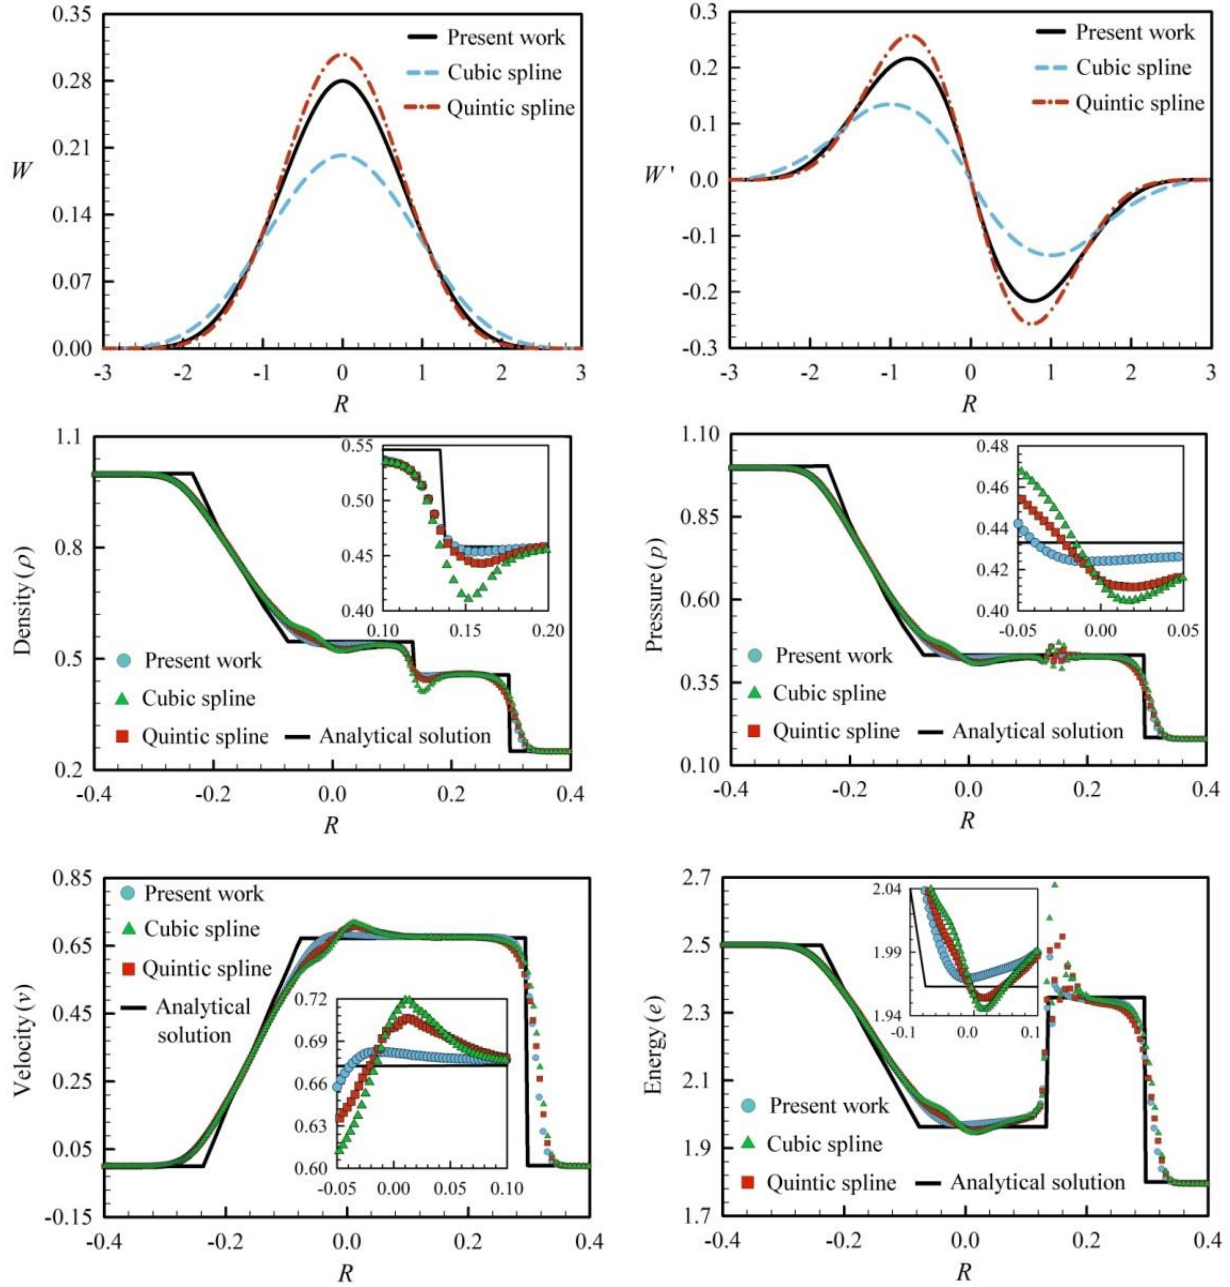 0.35
0.28
0.21
0.14
0.07
0.00
W
Present work
Cubic spline
Quintic spline
-3 -2 -1 0 1 2 3
R
0.3
0.2
0.1
0.0
-0.1
-0.2
-0.3
W'
Present work
Cubic spline
Quintic spline
-3 -2 -1 0 1 2 3
R
1.1
0.8
0.5
0.2
Density (ρ)
0.55
0.50
0.45
0.40
0.10 0.15 0.20
Present work
Cubic spline
Quintic spline
Analytical solution
-0.4 -0.2 0.0 0.2 0.4
R
1.10
0.85
0.60
0.35
0.10
Pressure (p)
0.48
0.46
0.44
0.42
0.40
-0.05 0.00 0.05
Present work
Cubic spline
Quintic spline
Analytical solution
-0.4 -0.2 0.0 0.2 0.4
R
0.85
0.65
0.45
0.25
0.05
-0.15
Velocity (v)
Present work
Cubic spline
Quintic spline
Analytical
solution
0.72
0.69
0.66
0.63
0.60
-0.05 0.00 0.05 0.10
-0.4 -0.2 0.0 0.2 0.4
R
2.7
2.5
2.3
2.1
1.9
1.7
Energy (e)
2.04
1.99
1.94
-0.1 0.0 0.1
Present work
Cubic spline
Quintic spline
Analytical solution
-0.4 -0.2 0.0 0.2 0.4
R